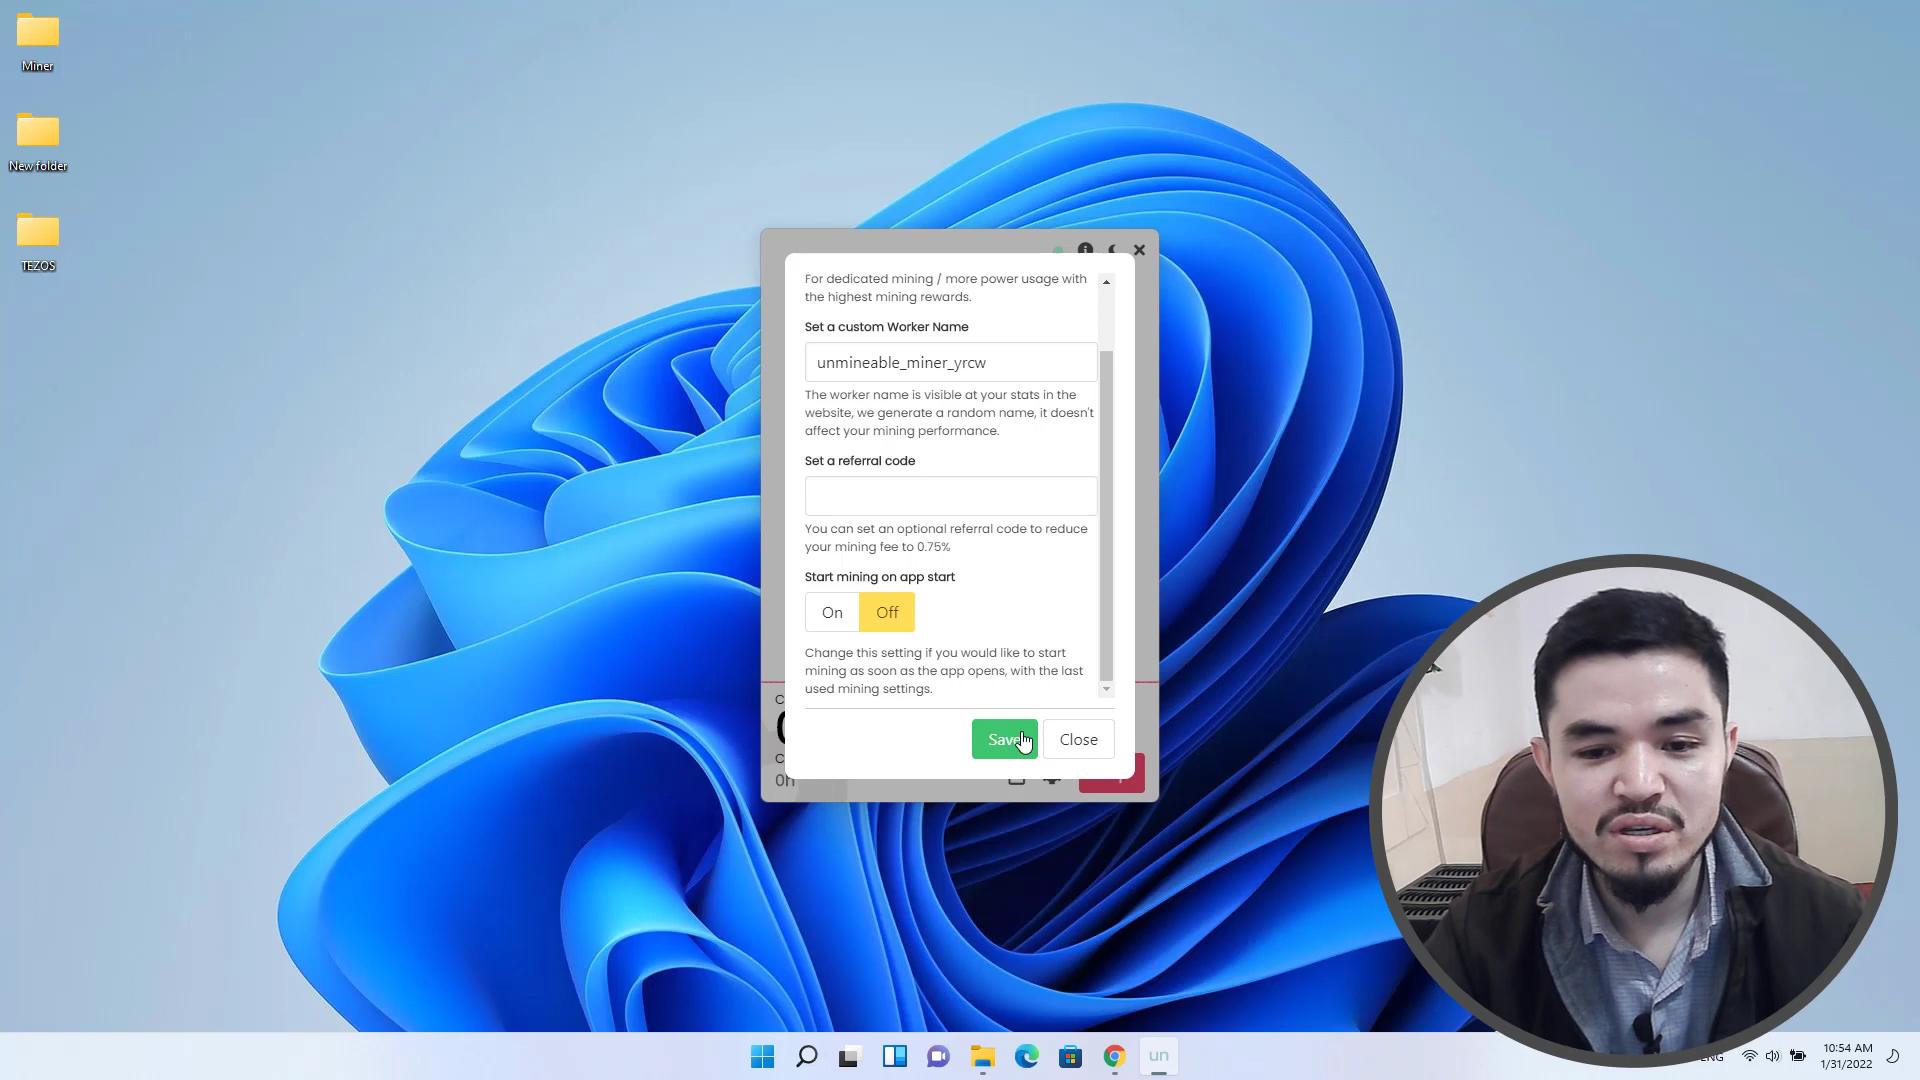 Miner
New folder
TEZOS
For dedicated mining / more power usage with
the highest mining rewards.
Set a custom Worker Name
unmineable_miner_yrcw
The worker name is visible at your stats in the
website, we generate a random name, it doesn't
affect your mining performance.
Set a referral code
You can set an optional referral code to reduce
your mining fee to 0.75%
Start mining on app start
On
Off
Change this setting if you would like to start
mining as soon as the app opens, with the last
used mining settings.
Save
Close
0h
un
ENG
10:54 AM
1/31/2022